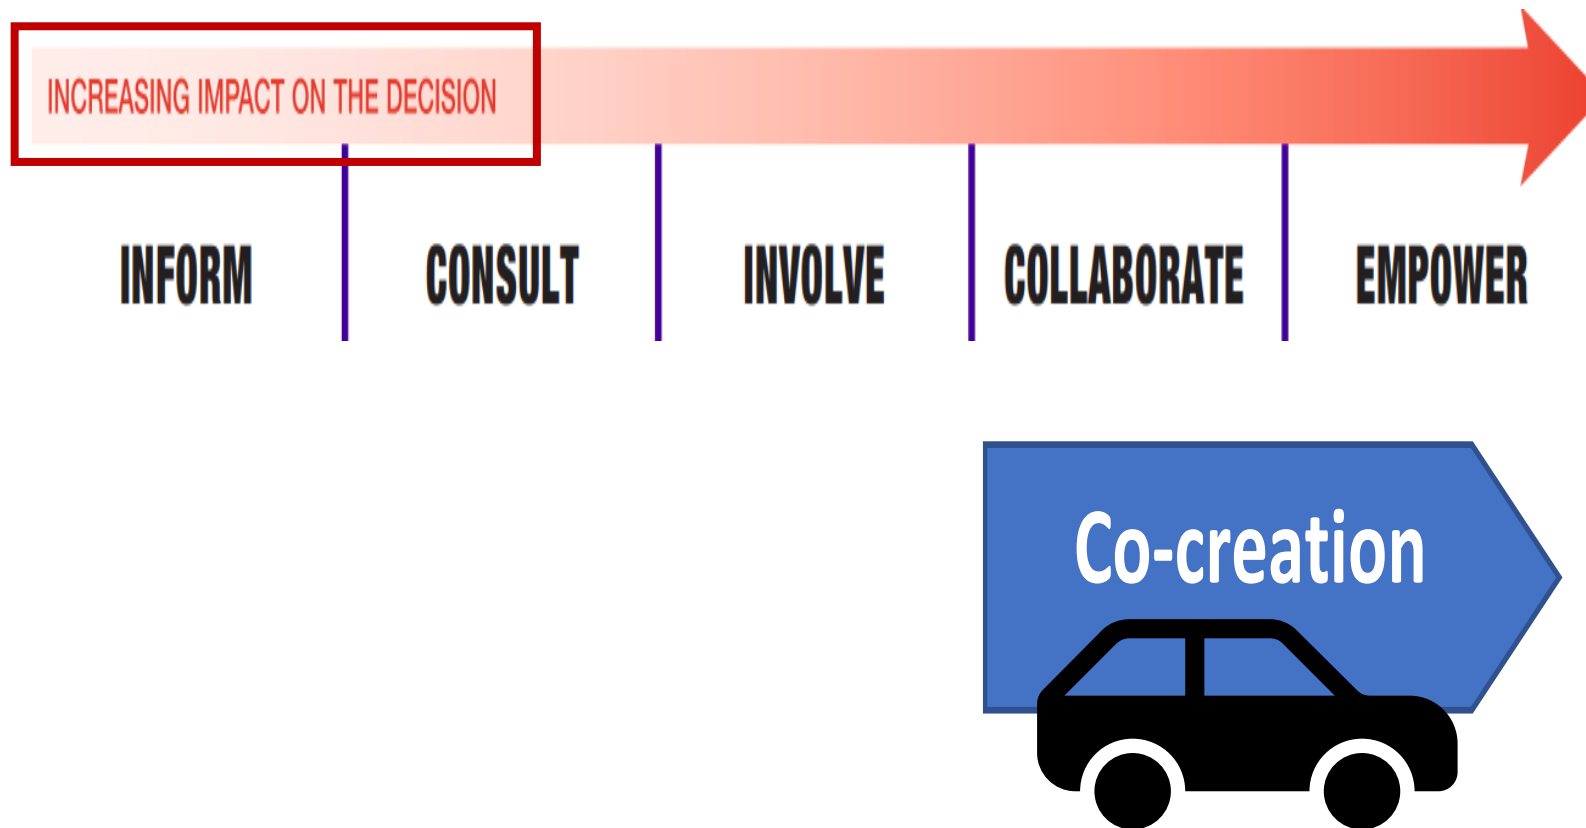 INCREASING IMPACT ON THE DECISION
INFORM CONSULT INVOLVE COLLABORATE EMPOWER
Co-creation